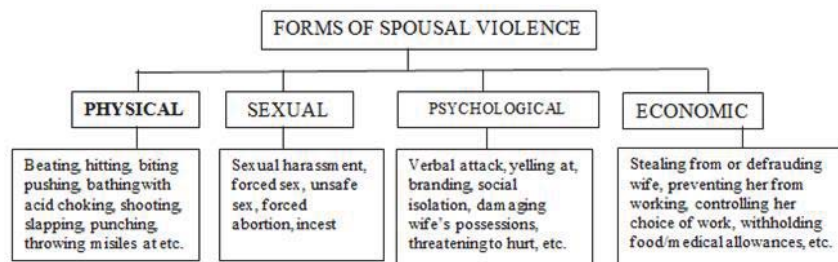 FORMS OF SPOUSAL VIOLENCE
PHYSICAL
SEXUAL
PSYCHOLOGICAL
ECONOMIC
Beating, hitting, biting
pushing, bathing with
acid choking, shooting,
slapping, punching,
throwing misiles at etc.
Sexual harassment,
forced sex, unsafe
sex, forced
abortion, incest
Verbal attack, yelling at,
branding, social
isolation, damaging
wife's possessions,
threatening to hurt, etc.
Stealing from or defrauding
wife, preventing her from
working, controlling her
choice of work, withholding
food/medical allowances, etc.